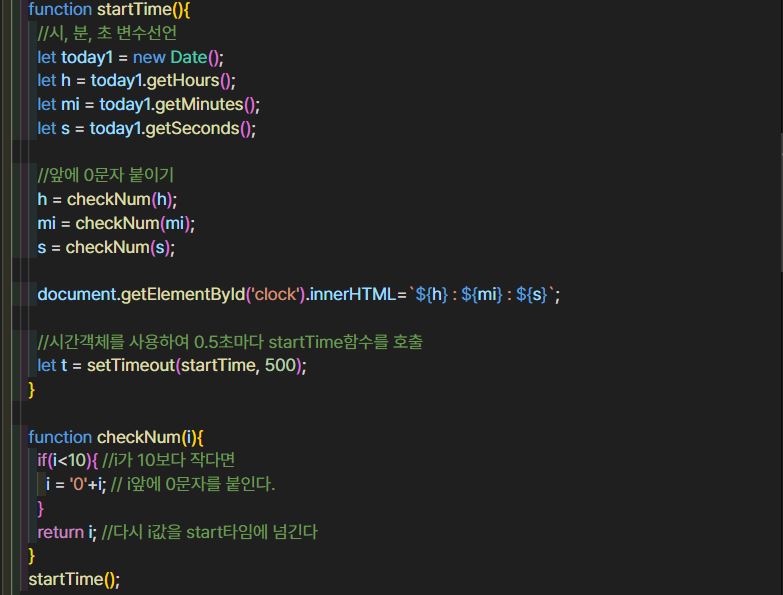 function startTime(){
//시, 분, 초 변수선언
let today1 = new Date();
let h = today1.getHours();
let mi = today1.getMinutes();
let s = today1.getSeconds();
//앞에 0문자 붙이기
h = checkNum(h);
mi = checkNum(mi);
s = checkNum(s);
document.getElementById('clock').innerHTML=`${h} : ${mi} : ${s}`;
//시간객체를 사용하여 0.5초마다 startTime함수를 호출
let t = setTimeout(startTime, 500);
}
function checkNum(i){
if(i<10){ //i가 10보다 작다면
i = '0'+i; // i앞에 0문자를 붙인다.
}
return i; //다시 i값을 start타임에 넘긴다
}
startTime();